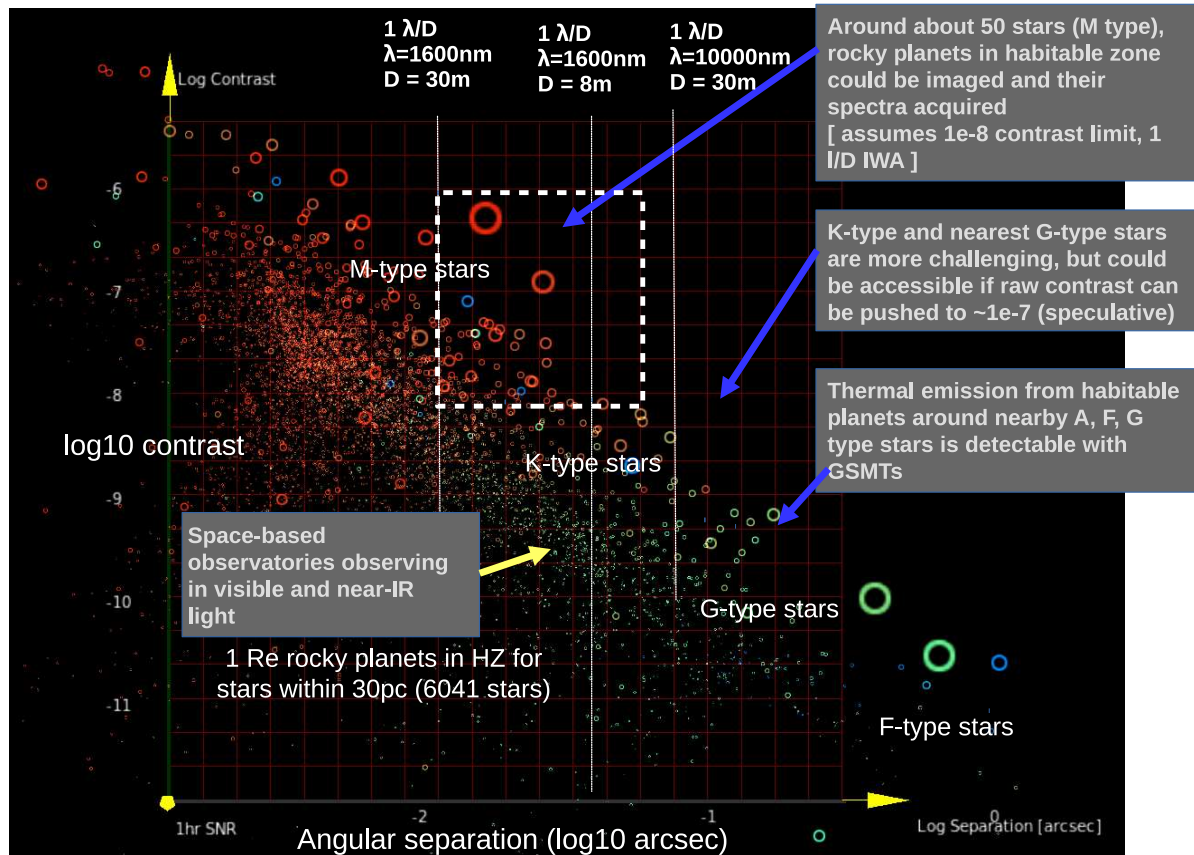 1 λ/D
λ=1600nm
D = 30m
1 λ/D
λ=1600nm
D = 8m
1 λ/D
λ=10000nm
D = 30m
Around about 50 stars (M type),
rocky planets in habitable zone
could be imaged and their
spectra acquired
[ assumes 1e-8 contrast limit, 1
l/D IWA ]
K-type and nearest G-type stars
are more challenging, but could
be accessible if raw contrast can
be pushed to ~1e-7 (speculative)
Thermal emission from habitable
planets around nearby A, F, G
type stars is detectable with
GSMTs
Log Contrast
-6
-7
-8
-9
-10
-11
log10 contrast
M-type stars
K-type stars
G-type stars
F-type stars
Space-based
observatories observing
in visible and near-IR
light
1 Re rocky planets in HZ for
stars within 30pc (6041 stars)
1hr SNR
-2
-1
0
Angular separation (log10 arcsec)
Log Separation [arcsec]